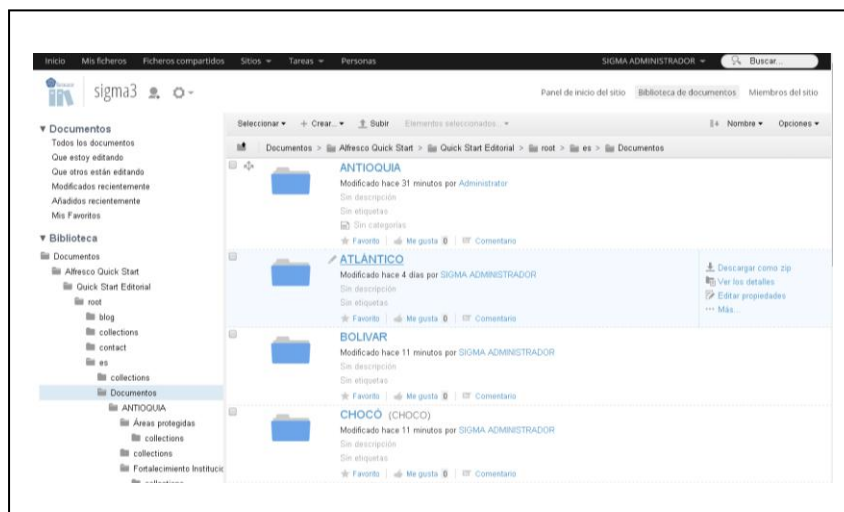 Inicio Mis ficheros Ficheros compartidos Sitios Tareas Personas SIGMA ADMINISTRADOR Buscar...
sigma3 Panel de inicio del sitio Biblioteca de documentos Miembros del sitio
Documentos
Todos los documentos
Que estoy editando
Que otros están editando
Modificados recientemente
Añadidos recientemente
Mis Favoritos
Biblioteca
Documentos
Alfresco Quick Start
Quick Start Editorial
root
blog
collections
contact
es
collections
Documentos
ANTIOQUIA
Áreas protegidas
collections
collections
Fortalecimiento Institucic
Seleccionar + Crear... Subir Elementos seleccionados... Nombre Opciones
Documentos > Alfresco Quick Start > Quick Start Editorial > root > es > Documentos
ANTIOQUIA
Modificado hace 31 minutos por Administrator
Sin descripción
Sin etiquetas
Sin categorías
Favorito Me gusta 0 Comentario
ATLÁNTICO
Modificado hace 4 días por SIGMA ADMINISTRADOR
Sin descripción
Sin etiquetas
Favorito Me gusta 0 Comentario
Descargar como zip
Ver los detalles
Editar propiedades
Más...
BOLIVAR
Modificado hace 11 minutos por SIGMA ADMINISTRADOR
Sin descripción
Sin etiquetas
Favorito Me gusta 0 Comentario
CHOCÓ (CHOCO)
Modificado hace 11 minutos por SIGMA ADMINISTRADOR
Sin descripción
Sin etiquetas
Favorito Me gusta 0 Comentario